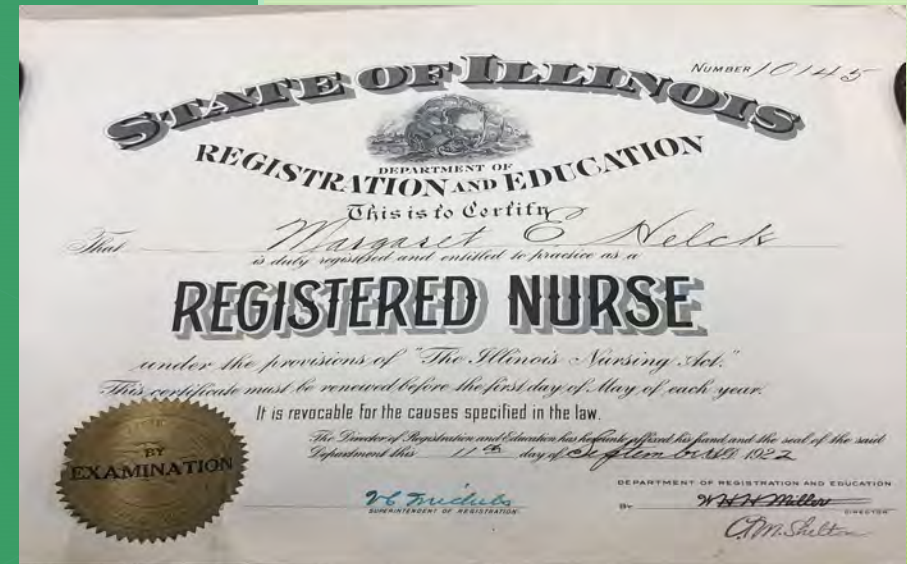 NUMBER 10145
STATE OF ILLINOIS
DEPARTMENT OF
REGISTRATION AND EDUCATION
This is to Certify
That Margaret E. Helck
is duly registered and entitled to practice as a
REGISTERED NURSE
under the provisions of "The Illinois Nursing Act."
This certificate must be renewed before the first day of May of each year.
It is revocable for the causes specified in the law.
The Director of Registration and Education has hereunto affixed his hand and the seal of the said
Department this 11th day of September AD 1922
BY
EXAMINATION
SUPERINTENDENT OF REGISTRATION
DEPARTMENT OF REGISTRATION AND EDUCATION
BY W H H Miller
DIRECTOR
Shelton